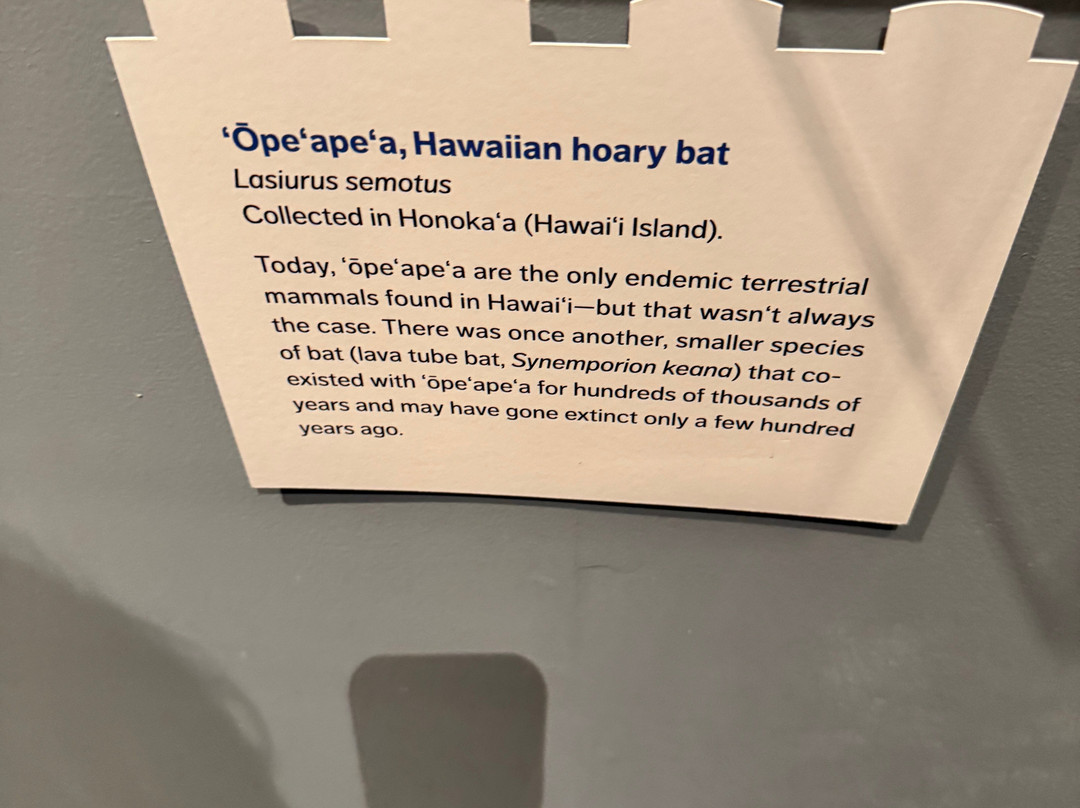 ʻŌpeʻapeʻa, Hawaiian hoary bat
Lasiurus semotus
Collected in Honokaʻa (Hawaiʻi Island).
Today, ʻōpeʻapeʻa are the only endemic terrestrial
mammals found in Hawaiʻi—but that wasnʻt always
the case. There was once another, smaller species
of bat (lava tube bat, Synemporion keana) that co-
existed with ʻōpeʻapeʻa for hundreds of thousands of
years and may have gone extinct only a few hundred
years ago.